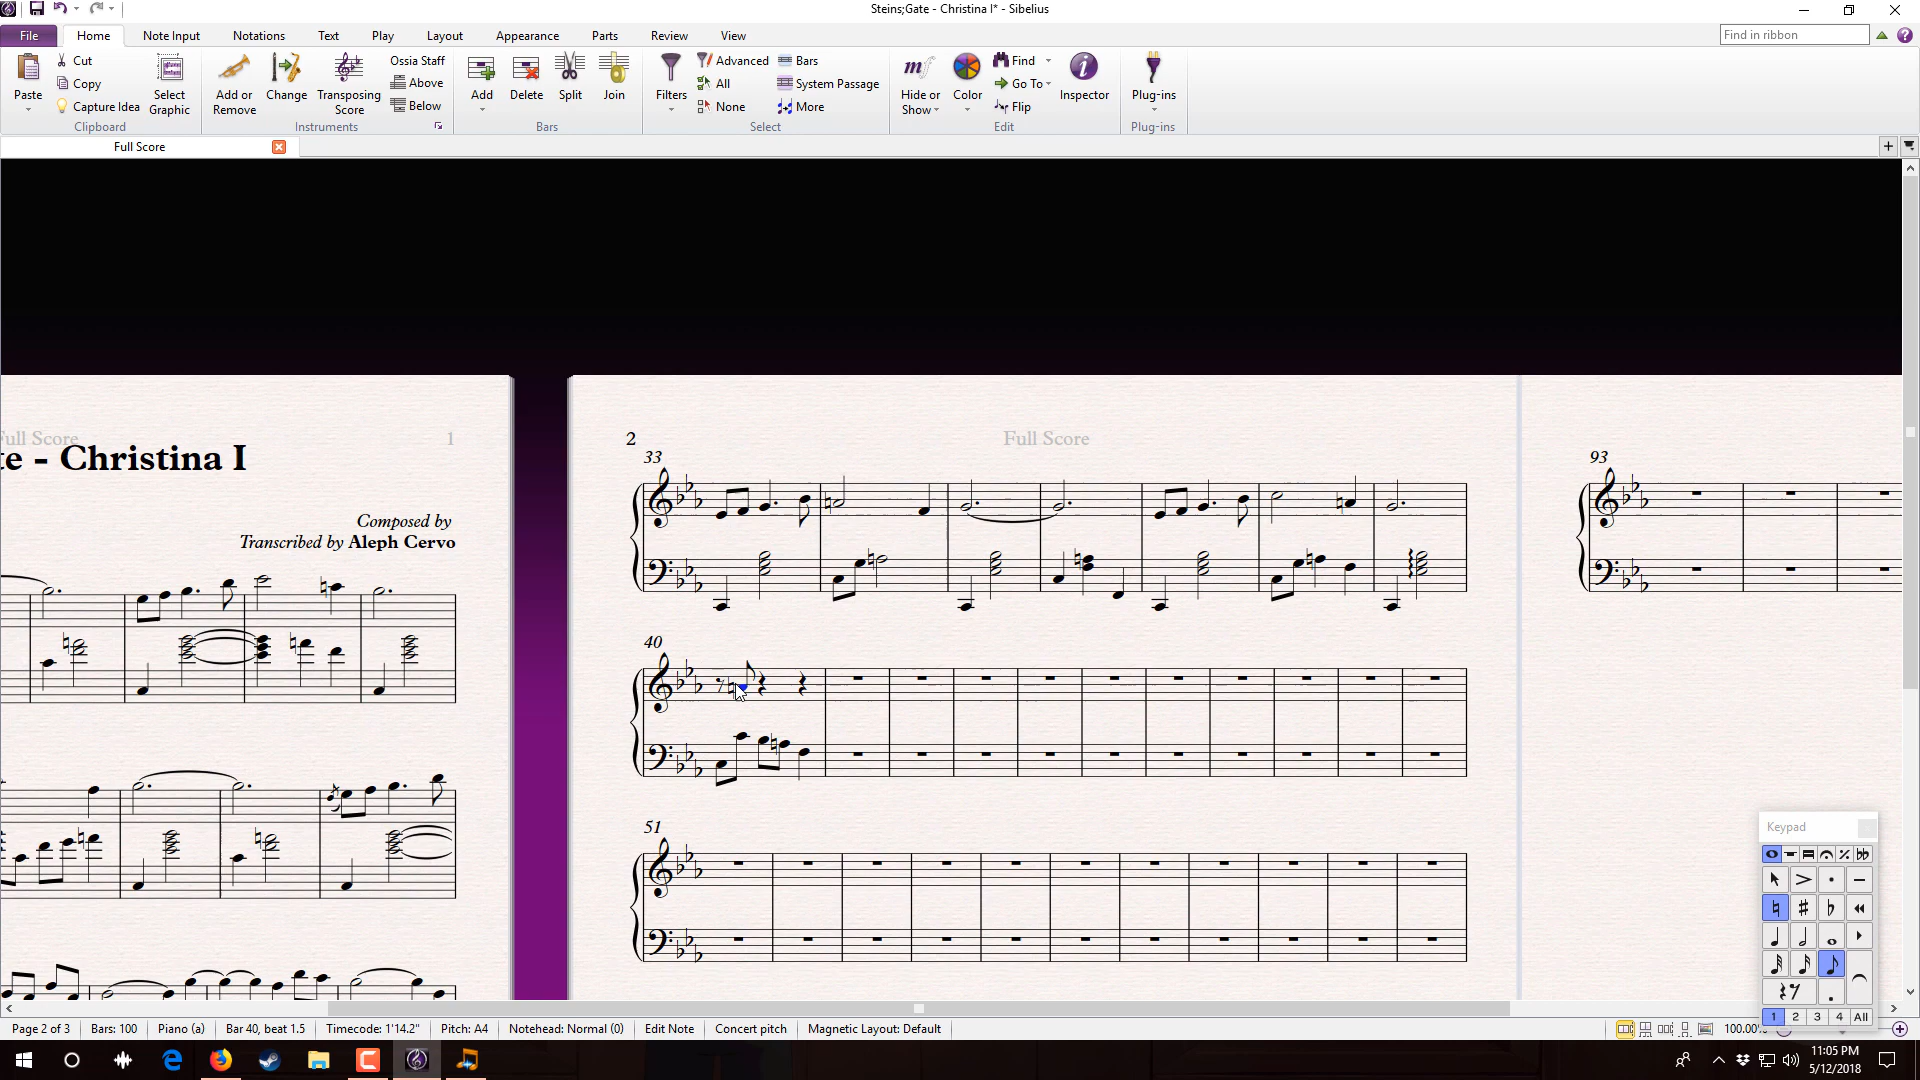 Steins;Gate - Christina I* - Sibelius
File Home Note Input Notations Text Play Layout Appearance Parts Review View
Find in ribbon
Paste
Cut
Copy
Capture Idea
Select Graphic
Clipboard
Add or Remove
Change
Transposing Score
Ossia Staff
Above
Below
Instruments
Add
Delete
Split
Join
Bars
Filters
Advanced
All
None
Bars
System Passage
More
Select
Hide or Show
Color
Find
Go To
Flip
Inspector
Edit
Plug-ins
Plug-ins
Full Score
Full Score 1
te - Christina I
Composed by
Transcribed by Aleph Cervo
2 Full Score
33
93
40
51
Keypad
1 2 3 4 All
Page 2 of 3 Bars: 100 Piano (a) Bar 40, beat 1.5 Timecode: 1'14.2" Pitch: A4 Notehead: Normal (0) Edit Note Concert pitch Magnetic Layout: Default 100.00%
11:05 PM
5/12/2018